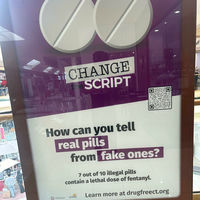 CHANGE
SCRIPT
How can you tell
real pills
from fake ones?
7 out of 10 illegal pills
contain a lethal dose of fentanyl.
Learn more at drugfreect.org